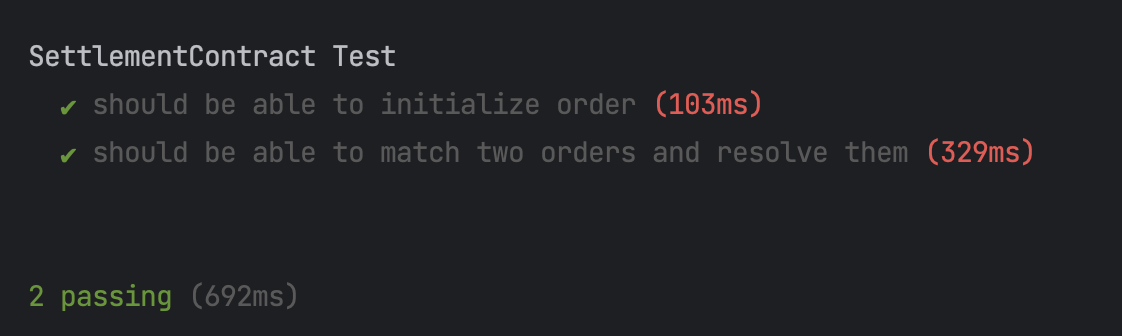 SettlementContract Test
✔ should be able to initialize order (103ms)
✔ should be able to match two orders and resolve them (329ms)
2 passing (692ms)